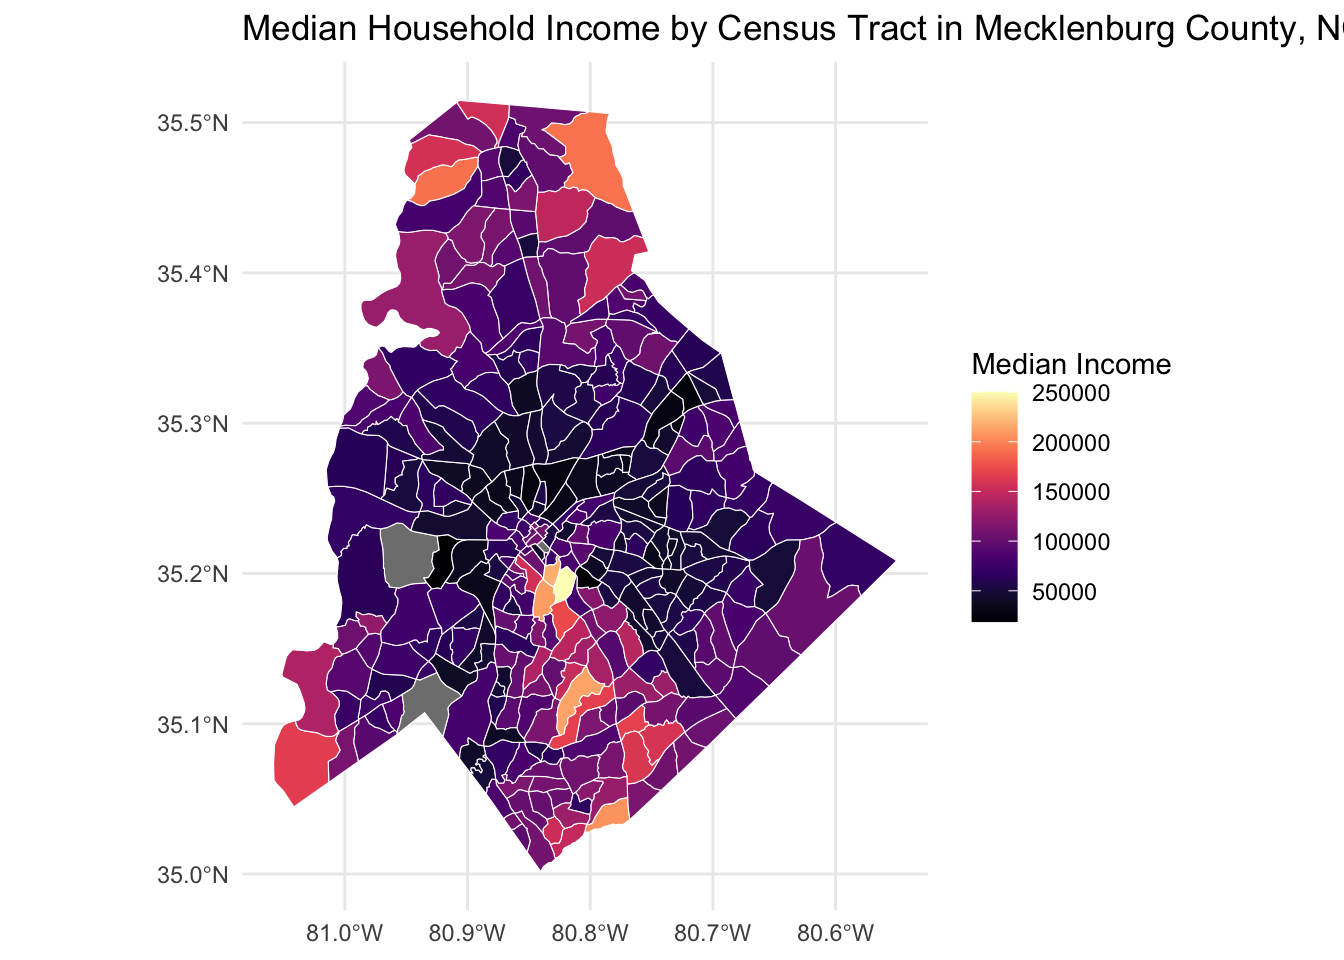 Median Household Income by Census Tract in Mecklenburg County, N
35.5°N
35.4°N
35.3°N
35.2°N
35.1°N
35.0°N
81.0°W 80.9°W 80.8°W 80.7°W 80.6°W
Median Income
250000
200000
150000
100000
50000